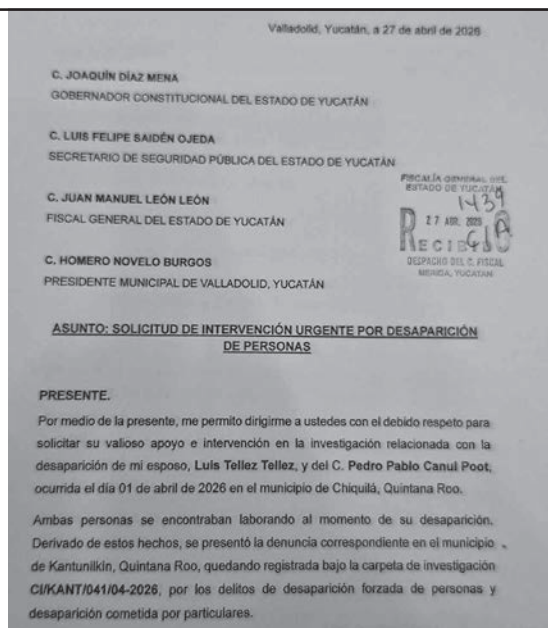 Valladolid, Yucatán, a 27 de abril de 2026
C. JOAQUÍN DÍAZ MENA
GOBERNADOR CONSTITUCIONAL DEL ESTADO DE YUCATÁN
C. LUIS FELIPE SAIDÉN OJEDA
SECRETARIO DE SEGURIDAD PÚBLICA DEL ESTADO DE YUCATÁN
FISCALÍA GENERAL DEL
ESTADO DE YUCATÁN
1439
27 ABR. 2026
RECIBIDO
DESPACHO DEL C. FISCAL
MÉRIDA, YUCATÁN
C. JUAN MANUEL LEÓN LEÓN
FISCAL GENERAL DEL ESTADO DE YUCATÁN
C. HOMERO NOVELO BURGOS
PRESIDENTE MUNICIPAL DE VALLADOLID, YUCATÁN
ASUNTO: SOLICITUD DE INTERVENCIÓN URGENTE POR DESAPARICIÓN
DE PERSONAS
PRESENTE.
Por medio de la presente, me permito dirigirme a ustedes con el debido respeto para
solicitar su valioso apoyo e intervención en la investigación relacionada con la
desaparición de mi esposo, Luis Tellez Tellez, y del C. Pedro Pablo Canul Poot,
ocurrida el día 01 de abril de 2026 en el municipio de Chiquilá, Quintana Roo.
Ambas personas se encontraban laborando al momento de su desaparición.
Derivado de estos hechos, se presentó la denuncia correspondiente en el municipio
de Kantunilkín, Quintana Roo, quedando registrada bajo la carpeta de investigación
CI/KANT/041/04-2026, por los delitos de desaparición forzada de personas y
desaparición cometida por particulares.